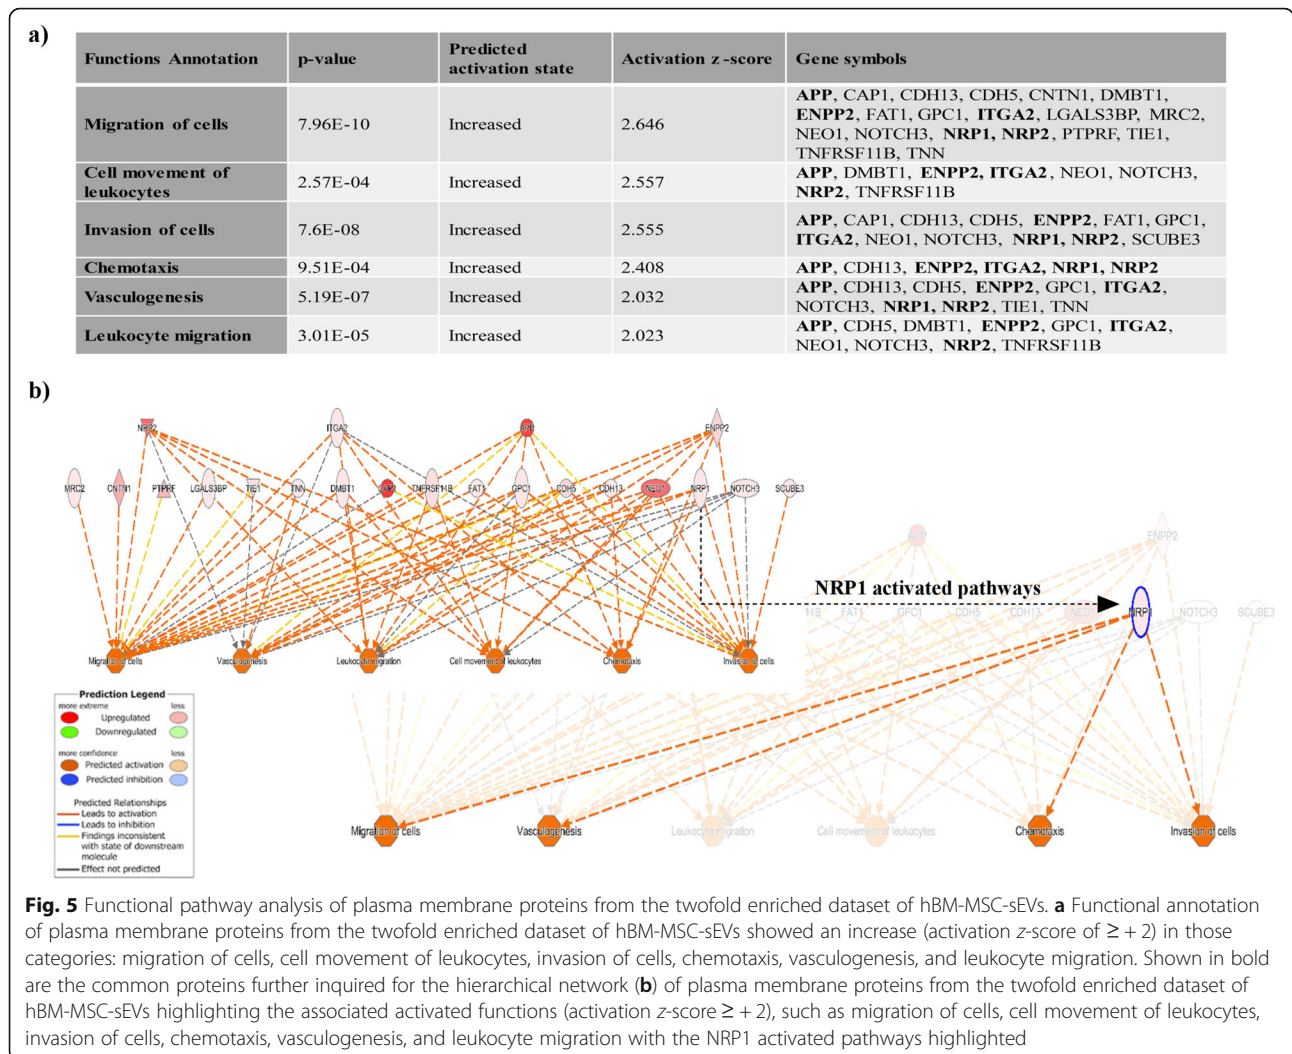 a)
Functions Annotation p-value Predicted activation state Activation z -score Gene symbols
Migration of cells 7.96E-10 Increased 2.646 APP, CAP1, CDH13, CDH5, CNTN1, DMBT1,
ENPP2, FAT1, GPC1, ITGA2, LGALS3BP, MRC2,
NEO1, NOTCH3, NRP1, NRP2, PTPRF, TIE1,
TNFRSF11B, TNN
Cell movement of leukocytes 2.57E-04 Increased 2.557 APP, DMBT1, ENPP2, ITGA2, NEO1, NOTCH3,
NRP2, TNFRSF11B
Invasion of cells 7.6E-08 Increased 2.555 APP, CAP1, CDH13, CDH5, ENPP2, FAT1, GPC1,
ITGA2, NEO1, NOTCH3, NRP1, NRP2, SCUBE3
Chemotaxis 9.51E-04 Increased 2.408 APP, CDH13, ENPP2, ITGA2, NRP1, NRP2
Vasculogenesis 5.19E-07 Increased 2.032 APP, CDH13, CDH5, ENPP2, GPC1, ITGA2,
NOTCH3, NRP1, NRP2, TIE1, TNN
Leukocyte migration 3.01E-05 Increased 2.023 APP, CDH5, DMBT1, ENPP2, GPC1, ITGA2,
NEO1, NOTCH3, NRP2, TNFRSF11B
b)
NRP2 ITGA2 APP ENPP2
MRC2 CNTN1 PTPRF LGALS3BP TIE1 TNN DMBT1 CAP1 TNFRSF11B FAT1 GPC1 CDH5 CDH13 NEO1 NRP1 NOTCH3 SCUBE3
Migration of cells Vasculogenesis Leukocyte migration Cell movement of leukocytes Chemotaxis Invasion of cells
NRP1 activated pathways
APP ENPP2
11B FAT1 GPC1 CDH5 CDH13 NEO1 NRP1 NOTCH3 SCUBE3
Migration of cells Vasculogenesis Leukocyte migration Cell movement of leukocytes Chemotaxis Invasion of cells
Prediction Legend
more extreme less
Upregulated
Downregulated
more confidence less
Predicted activation
Predicted inhibition
Predicted Relationships
Leads to activation
Leads to inhibition
Findings inconsistent
with state of downstream
molecule
Effect not predicted
Fig. 5 Functional pathway analysis of plasma membrane proteins from the twofold enriched dataset of hBM-MSC-sEVs. a Functional annotation
of plasma membrane proteins from the twofold enriched dataset of hBM-MSC-sEVs showed an increase (activation z-score of ≥ + 2) in those
categories: migration of cells, cell movement of leukocytes, invasion of cells, chemotaxis, vasculogenesis, and leukocyte migration. Shown in bold
are the common proteins further inquired for the hierarchical network (b) of plasma membrane proteins from the twofold enriched dataset of
hBM-MSC-sEVs highlighting the associated activated functions (activation z-score ≥ + 2), such as migration of cells, cell movement of leukocytes,
invasion of cells, chemotaxis, vasculogenesis, and leukocyte migration with the NRP1 activated pathways highlighted